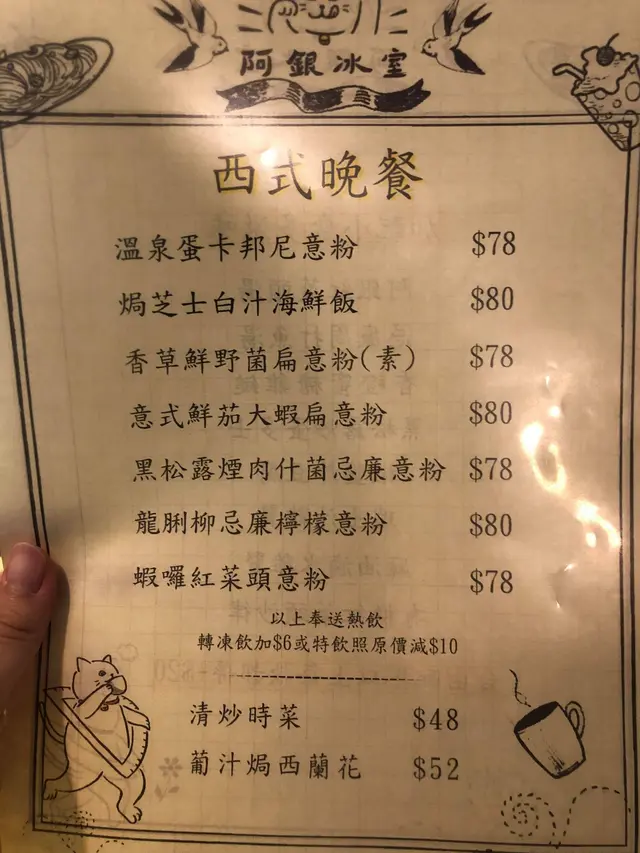 阿銀冰室
西式晚餐
溫泉蛋卡邦尼意粉 $78
焗芝士白汁海鮮飯 $80
香草鮮野菌扁意粉(素) $78
意式鮮茄大蝦扁意粉 $80
黑松露煙肉什菌忌廉意粉 $78
龍脷柳忌廉檸檬意粉 $80
蝦囉紅菜頭意粉 $78
以上奉送熱飲
轉凍飲加$6或特飲照原價減$10
清炒時菜 $48
葡汁焗西蘭花 $52